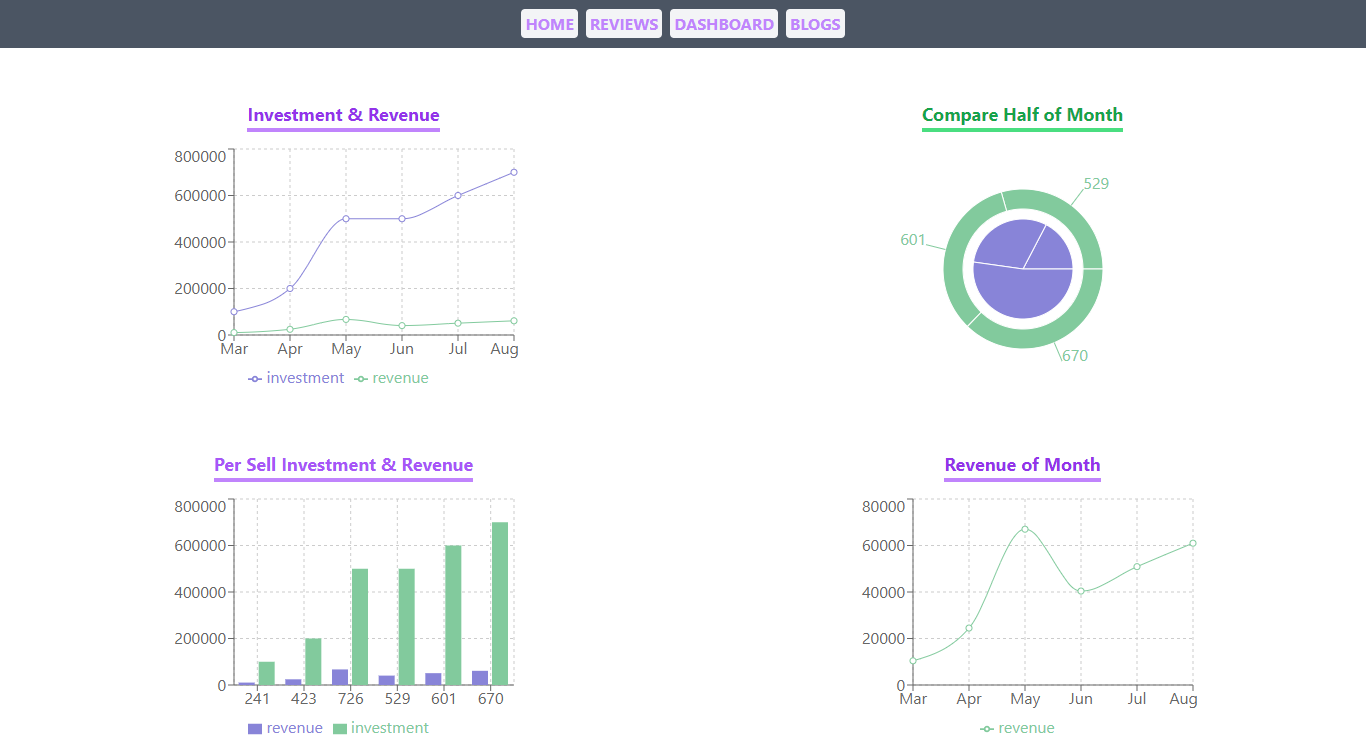 HOME REVIEWS DASHBOARD BLOGS
Investment & Revenue
800000
600000
400000
200000
0
Mar Apr May Jun Jul Aug
investment revenue
Compare Half of Month
529
601
670
Per Sell Investment & Revenue
800000
600000
400000
200000
0
241 423 726 529 601 670
revenue investment
Revenue of Month
80000
60000
40000
20000
0
Mar Apr May Jun Jul Aug
revenue